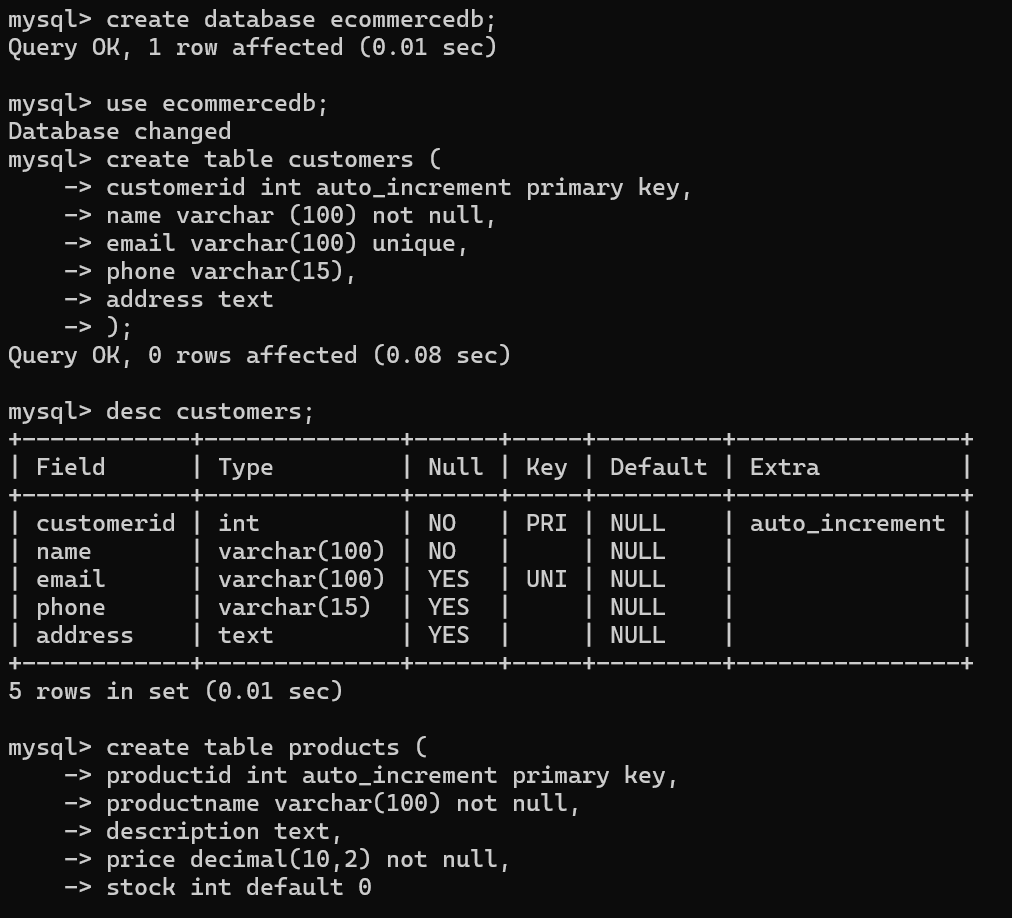 mysql> create database ecommercedb;
Query OK, 1 row affected (0.01 sec)

mysql> use ecommercedb;
Database changed
mysql> create table customers (
    -> customerid int auto_increment primary key,
    -> name varchar (100) not null,
    -> email varchar(100) unique,
    -> phone varchar(15),
    -> address text
    -> );
Query OK, 0 rows affected (0.08 sec)

mysql> desc customers;
+------------+--------------+------+-----+---------+----------------+
| Field      | Type         | Null | Key | Default | Extra          |
+------------+--------------+------+-----+---------+----------------+
| customerid | int          | NO   | PRI | NULL    | auto_increment |
| name       | varchar(100) | NO   |     | NULL    |                |
| email      | varchar(100) | YES  | UNI | NULL    |                |
| phone      | varchar(15)  | YES  |     | NULL    |                |
| address    | text         | YES  |     | NULL    |                |
+------------+--------------+------+-----+---------+----------------+
5 rows in set (0.01 sec)

mysql> create table products (
    -> productid int auto_increment primary key,
    -> productname varchar(100) not null,
    -> description text,
    -> price decimal(10,2) not null,
    -> stock int default 0